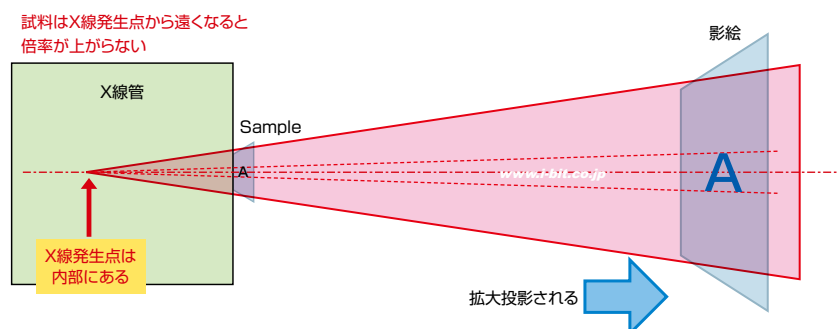 試料はX線発生点から遠くなると
倍率が上がらない
影絵
X線管
Sample
A
A
www.i-bit.co.jp
X線発生点は
内部にある
拡大投影される